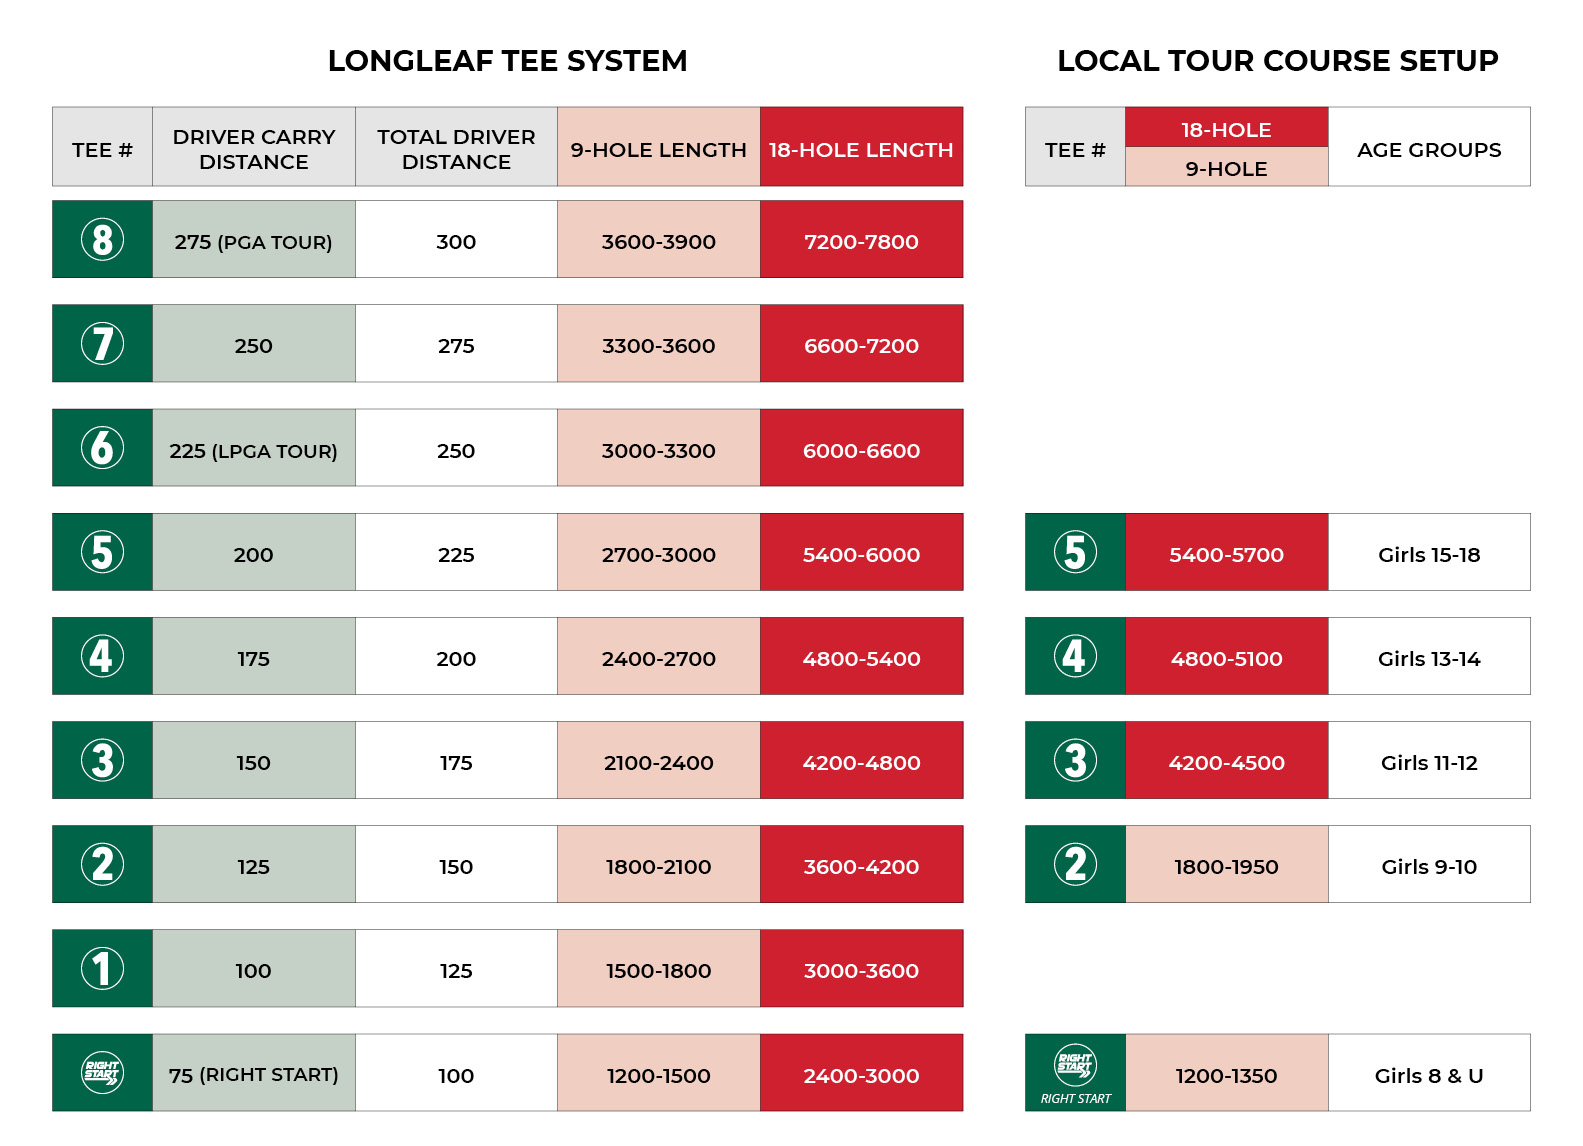 LONGLEAF TEE SYSTEM
TEE #
DRIVER CARRY
DISTANCE
TOTAL DRIVER
DISTANCE
9-HOLE LENGTH
18-HOLE LENGTH
8
275 (PGA TOUR)
300
3600-3900
7200-7800
7
250
275
3300-3600
6600-7200
6
225 (LPGA TOUR)
250
3000-3300
6000-6600
5
200
225
2700-3000
5400-6000
4
175
200
2400-2700
4800-5400
3
150
175
2100-2400
4200-4800
2
125
150
1800-2100
3600-4200
1
100
125
1500-1800
3000-3600
RIGHT
START
75 (RIGHT START)
100
1200-1500
2400-3000
LOCAL TOUR COURSE SETUP
TEE #
18-HOLE
9-HOLE
AGE GROUPS
5
5400-5700
Girls 15-18
4
4800-5100
Girls 13-14
3
4200-4500
Girls 11-12
2
1800-1950
Girls 9-10
RIGHT
START
RIGHT START
1200-1350
Girls 8 & U